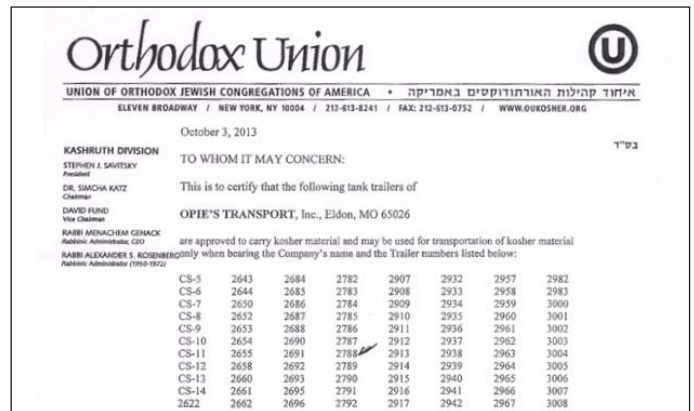 Orthodox Union
U
UNION OF ORTHODOX JEWISH CONGREGATIONS OF AMERICA • איחוד קהילות האורתודוקסים באמריקה
ELEVEN BROADWAY / NEW YORK, NY 10004 / 212-613-8241 / FAX: 212-613-0752 / WWW.OUKOSHER.ORG
October 3, 2013
בס"ד
KASHRUTH DIVISION
STEPHEN J. SAVITSKY
President
DR. SIMCHA KATZ
Chairman
DAVID FUND
Vice Chairman
RABBI MENACHEM GENACK
Rabbinic Administrator, CEO
RABBI ALEXANDER S. ROSENBERG
Rabbinic Administrator (1950-1972)
TO WHOM IT MAY CONCERN:
This is to certify that the following tank trailers of
OPIE'S TRANSPORT, Inc., Eldon, MO 65026
are approved to carry kosher material and may be used for transportation of kosher material
only when bearing the Company's name and the Trailer numbers listed below:
CS-5 2643 2684 2782 2907 2932 2957 2982
CS-6 2644 2685 2783 2908 2933 2958 2983
CS-7 2650 2686 2784 2909 2934 2959 3000
CS-8 2652 2687 2785 2910 2935 2960 3001
CS-9 2653 2688 2786 2911 2936 2961 3002
CS-10 2654 2690 2787 2912 2937 2962 3003
CS-11 2655 2691 2788 2913 2938 2963 3004
CS-12 2658 2692 2789 2914 2939 2964 3005
CS-13 2660 2693 2790 2915 2940 2965 3006
CS-14 2661 2695 2791 2916 2941 2966 3007
2622 2662 2696 2792 2917 2942 2967 3008